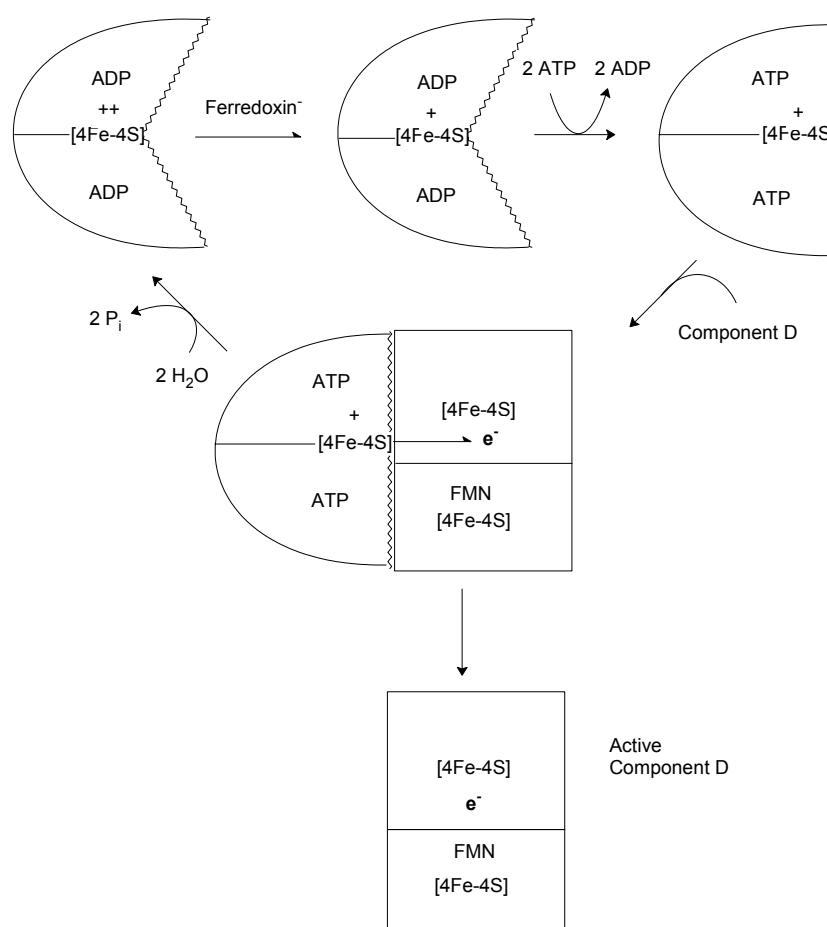 ADP
++
[4Fe-4S]
ADP
Ferredoxin-
ADP
+
[4Fe-4S]
ADP
2 ATP 2 ADP
ATP
+
[4Fe-4S
ATP
2 Pi
2 H2O
Component D
ATP
+
[4Fe-4S]
ATP
[4Fe-4S]
e-
FMN
[4Fe-4S]
[4Fe-4S]
e-
FMN
[4Fe-4S]
Active
Component D